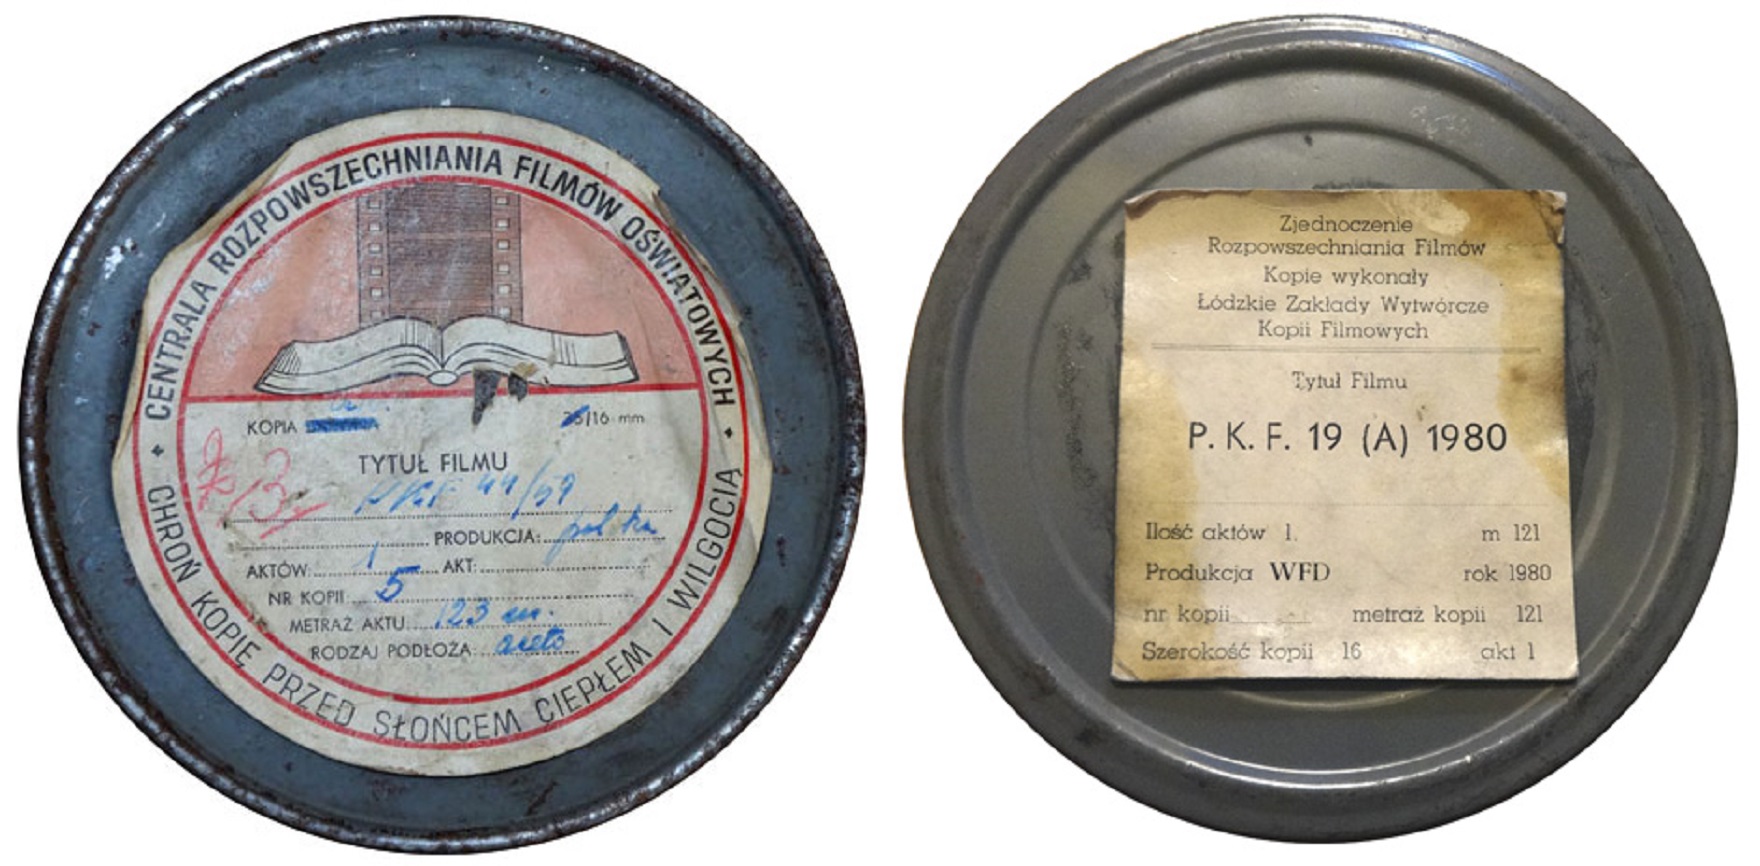 CENTRALA ROZPOWSZECHNIANIA FILMÓW OŚWIATOWYCH
KOPIA
35/16 mm
TYTUŁ FILMU
PKF 44/59
PRODUKCJA: polska
AKTÓW 1 AKT:
NR KOPII 5
METRAŻ AKTU 123 m.
RODZAJ PODŁOŻA aceto
CHROŃ KOPIĘ PRZED SŁOŃCEM CIEPŁEM I WILGOCIĄ
Zjednoczenie
Rozpowszechniania Filmów
Kopie wykonały
Łódzkie Zakłady Wytwórcze
Kopii Filmowych
Tytuł Filmu
P. K. F. 19 (A) 1980
Ilość aktów 1. m 121
Produkcja WFD rok 1980
nr kopii metraż kopii 121
Szerokość kopii 16 akt 1